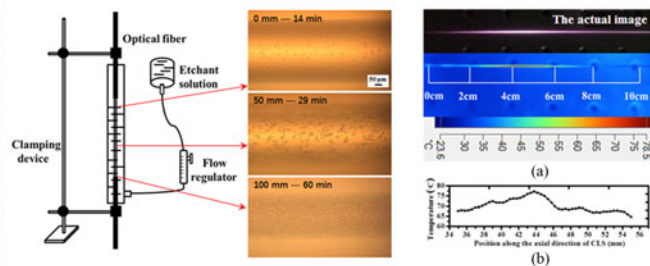 Optical fiber
Etchant
solution
Clamping
device
Flow
regulator
0 mm — 14 min
50 μm
50 mm — 29 min
100 mm — 60 min
The actual image
0cm 2cm 4cm 6cm 8cm 10cm
°C
23.6 30 35 40 45 50 55 60 65 70 75 78.5
(a)
Temperature (℃)
80
75
70
65
60
34 36 38 40 42 44 46 48 50 52 54 56
Position along the axial direction of CLS (mm)
(b)